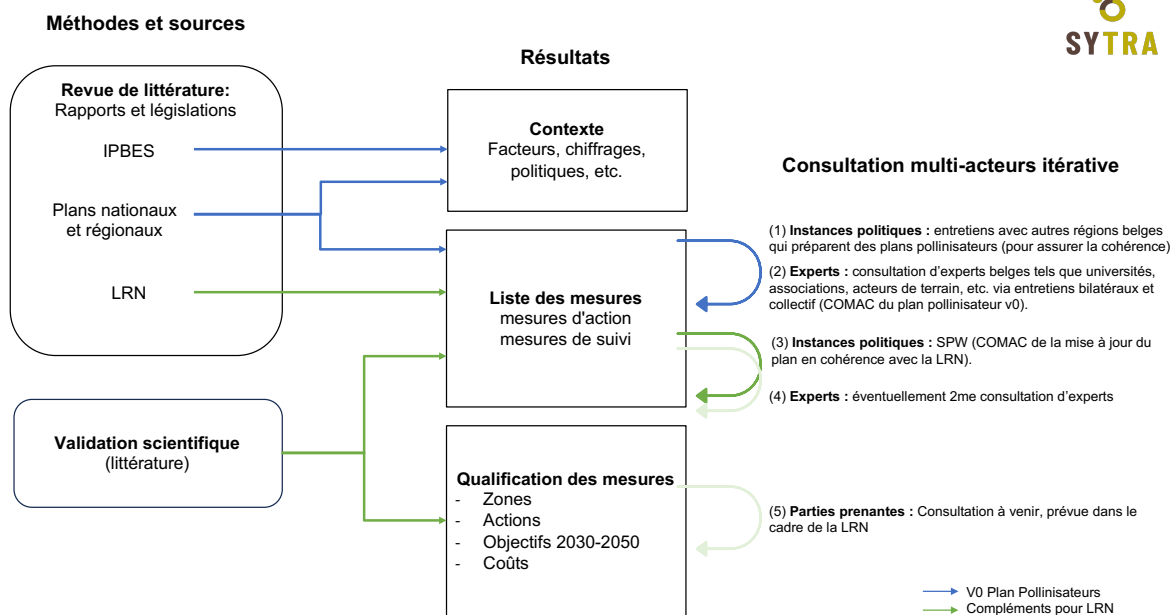 Méthodes et sources
SYTRA
Résultats
Revue de littérature:
Rapports et législations
IPBES
Plans nationaux
et régionaux
LRN
Validation scientifique
(littérature)
Contexte
Facteurs, chiffrages,
politiques, etc.
Liste des mesures
mesures d'action
mesures de suivi
Qualification des mesures
- Zones
- Actions
- Objectifs 2030-2050
- Coûts
Consultation multi-acteurs itérative
(1) Instances politiques : entretiens avec autres régions belges
qui préparent des plans pollinisateurs (pour assurer la cohérence)
(2) Experts : consultation d'experts belges tels que universités,
associations, acteurs de terrain, etc. via entretiens bilatéraux et
collectif (COMAC du plan pollinisateur v0).
(3) Instances politiques : SPW (COMAC de la mise à jour du
plan en cohérence avec la LRN).
(4) Experts : éventuellement 2me consultation d'experts
(5) Parties prenantes : Consultation à venir, prévue dans le
cadre de la LRN
V0 Plan Pollinisateurs
Compléments pour LRN